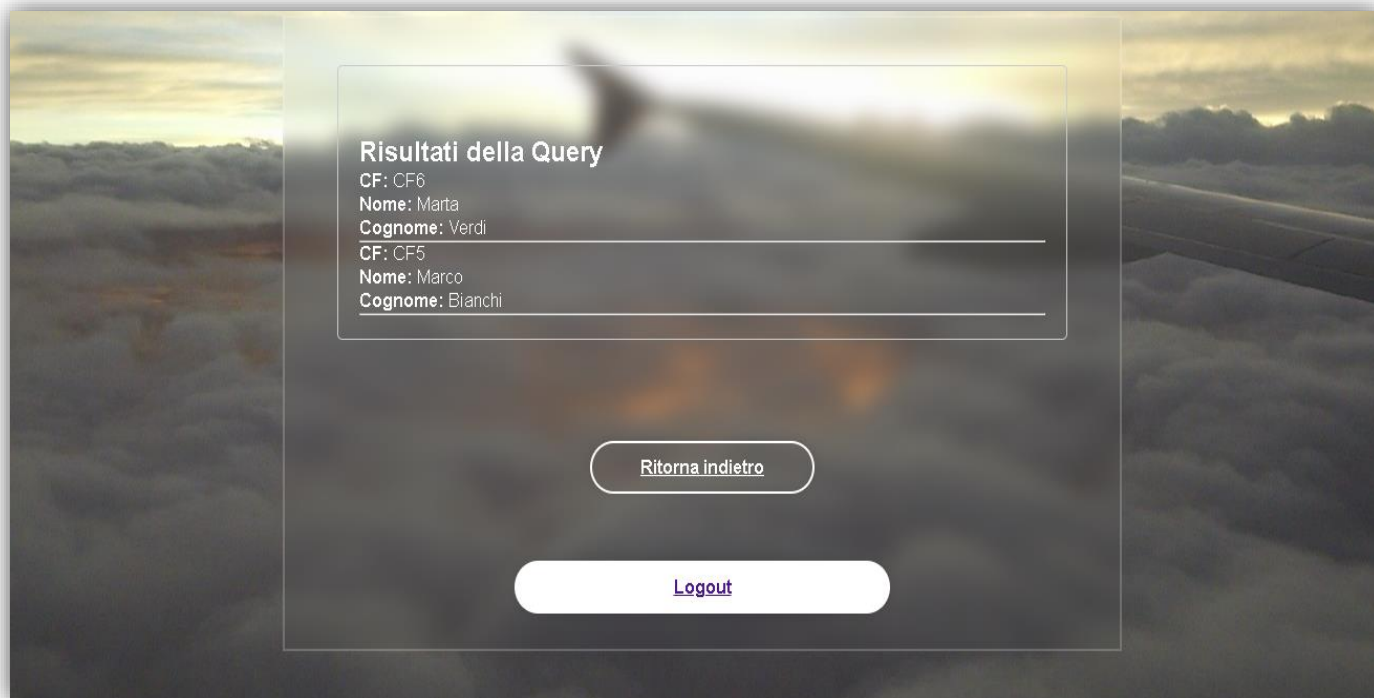 Risultati della Query
CF: CF6
Nome: Marta
Cognome: Verdi
CF: CF5
Nome: Marco
Cognome: Bianchi
Ritorna indietro
Logout